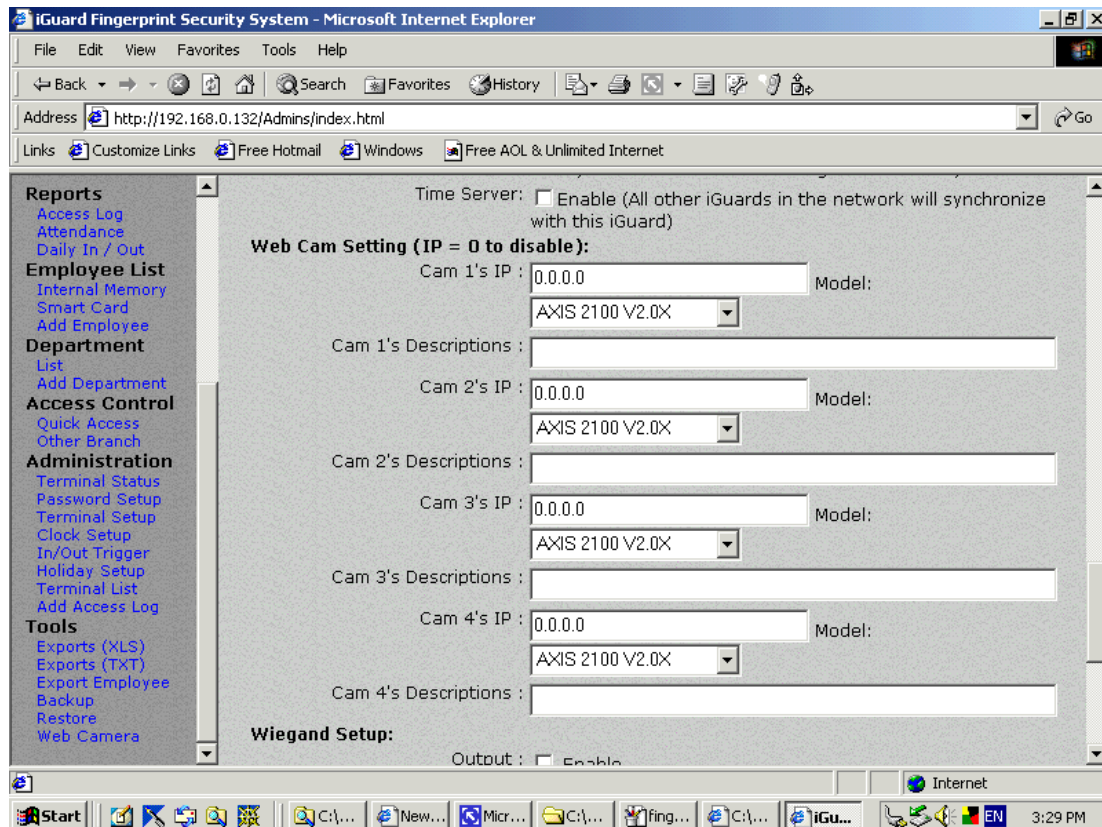 iGuard Fingerprint Security System - Microsoft Internet Explorer
File Edit View Favorites Tools Help
Back Search Favorites History
Address http://192.168.0.132/Admins/index.html Go
Links Customize Links Free Hotmail Windows Free AOL & Unlimited Internet
Reports
Access Log
Attendance
Daily In / Out
Employee List
Internal Memory
Smart Card
Add Employee
Department
List
Add Department
Access Control
Quick Access
Other Branch
Administration
Terminal Status
Password Setup
Terminal Setup
Clock Setup
In/Out Trigger
Holiday Setup
Terminal List
Add Access Log
Tools
Exports (XLS)
Exports (TXT)
Export Employee
Backup
Restore
Web Camera
Time Server: Enable (All other iGuards in the network will synchronize
with this iGuard)
Web Cam Setting (IP = 0 to disable):
Cam 1's IP : 0.0.0.0 Model:
AXIS 2100 V2.0X
Cam 1's Descriptions :
Cam 2's IP : 0.0.0.0 Model:
AXIS 2100 V2.0X
Cam 2's Descriptions :
Cam 3's IP : 0.0.0.0 Model:
AXIS 2100 V2.0X
Cam 3's Descriptions :
Cam 4's IP : 0.0.0.0 Model:
AXIS 2100 V2.0X
Cam 4's Descriptions :
Wiegand Setup:
Output : Enable
Internet
Start C:\... New... Micr... C:\... fing... C:\... iGu... EN 3:29 PM